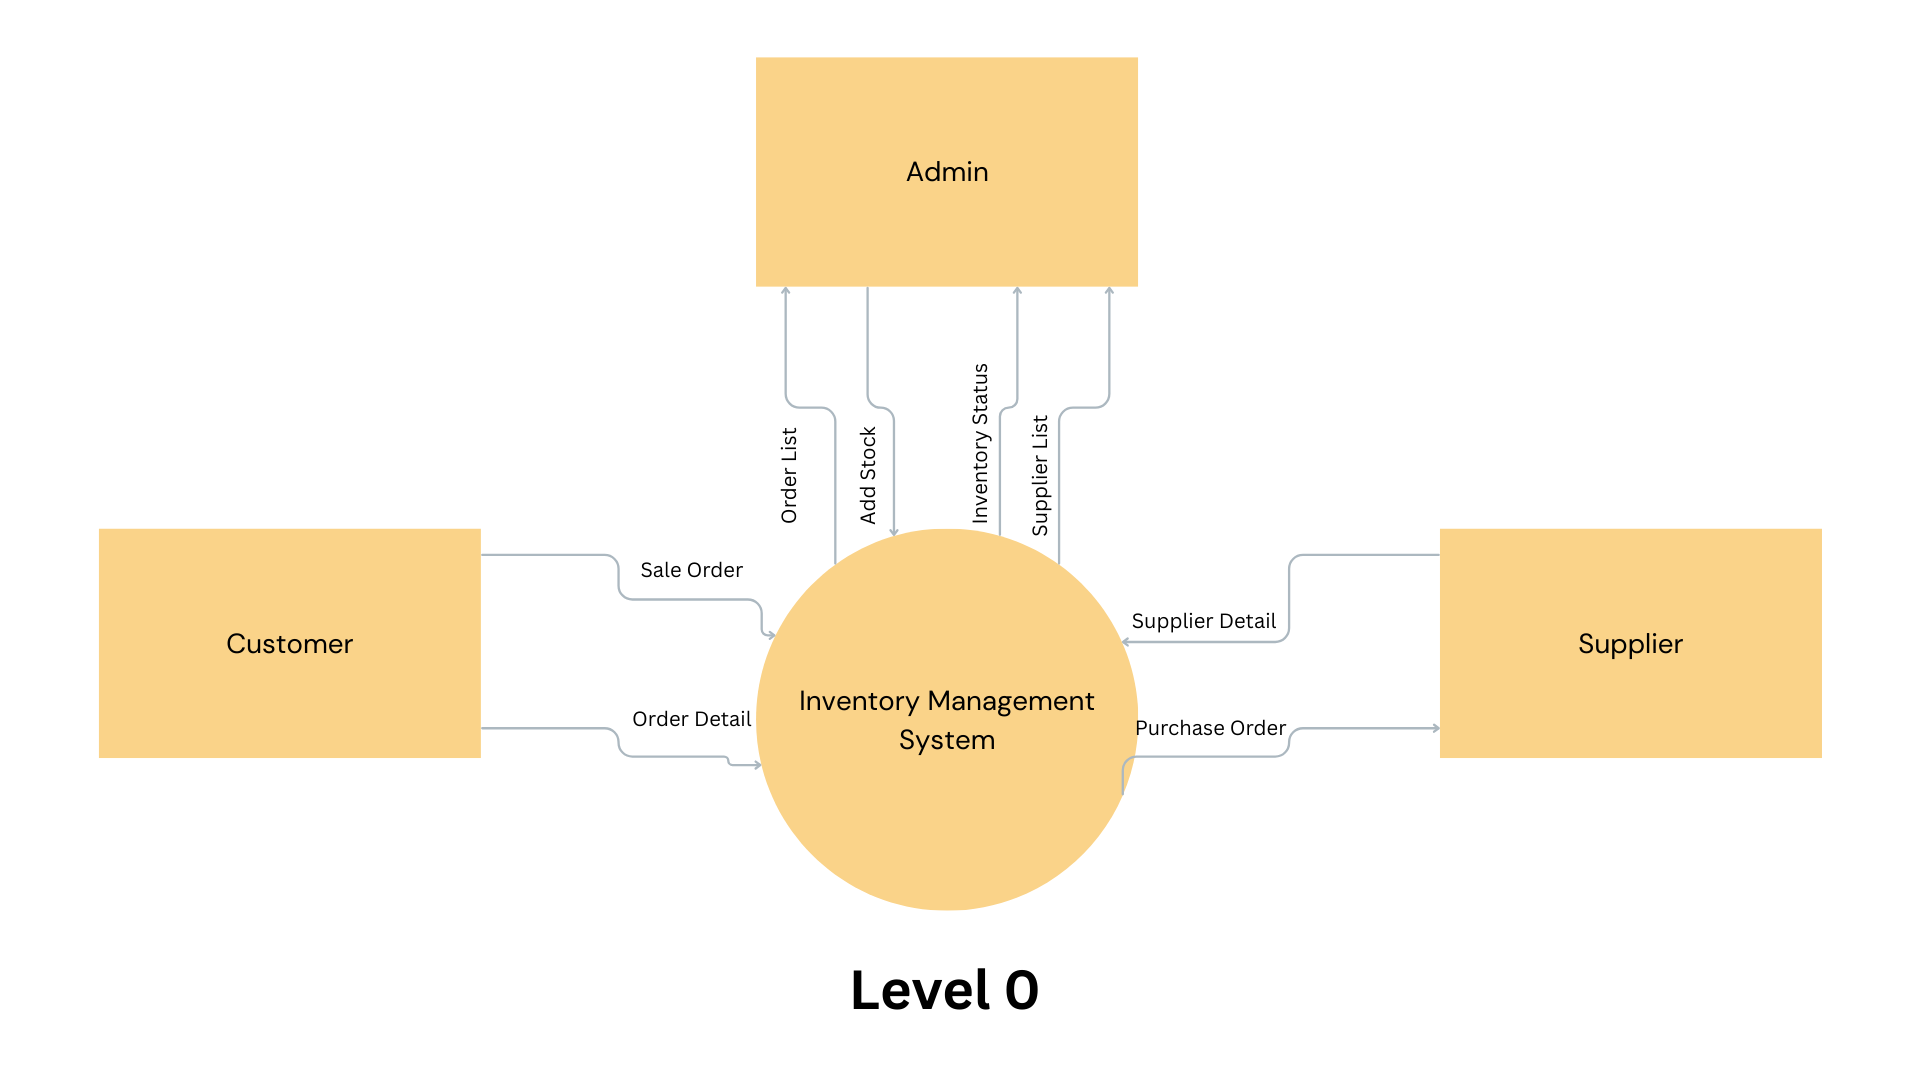 Admin
Order List
Add Stock
Inventory Status
Supplier List
Customer
Sale Order
Order Detail
Inventory Management
System
Supplier Detail
Purchase Order
Supplier
Level 0